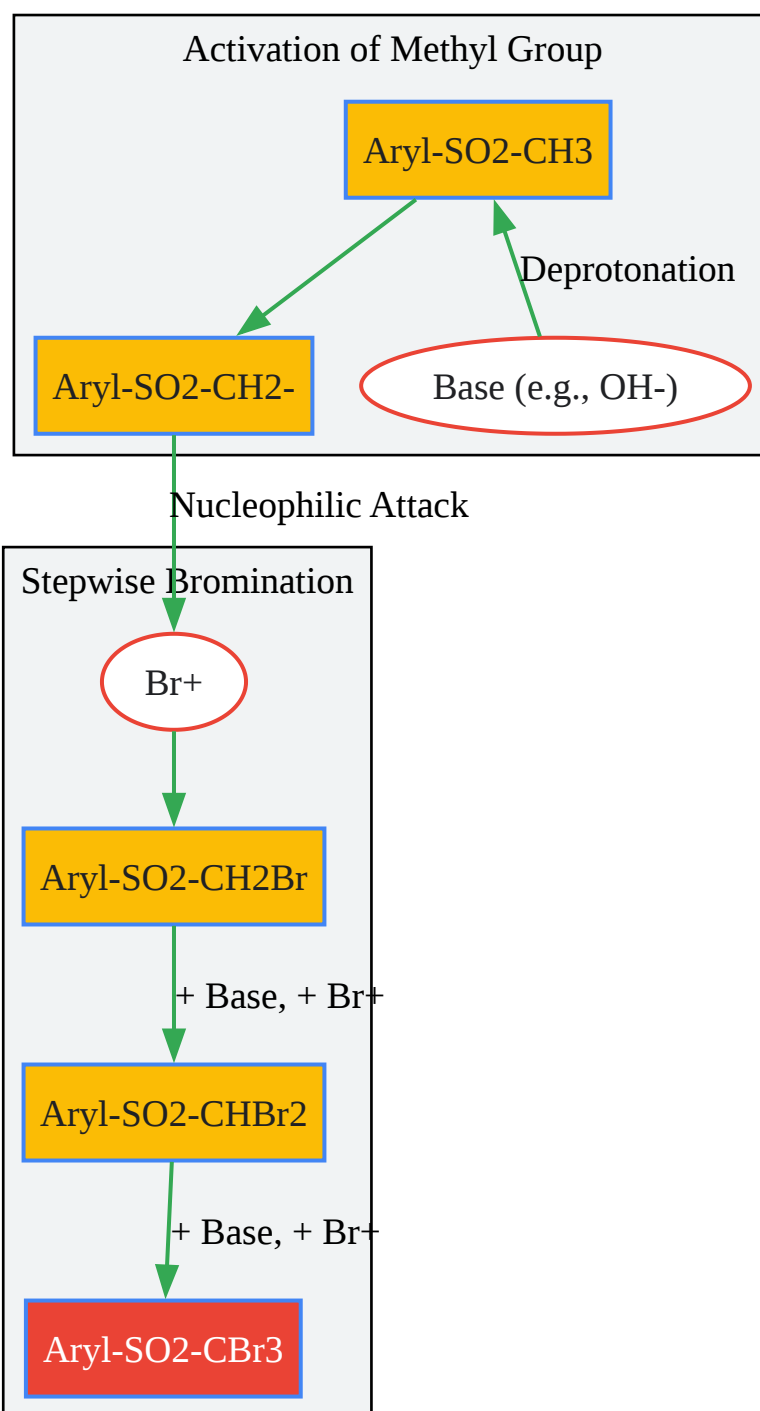 Activation of Methyl Group
Aryl-SO2-CH3
Deprotonation
Aryl-SO2-CH2-
Base (e.g., OH-)
Nucleophilic Attack
Stepwise Bromination
Br+
Aryl-SO2-CH2Br
+ Base, + Br+
Aryl-SO2-CHBr2
+ Base, + Br+
Aryl-SO2-CBr3